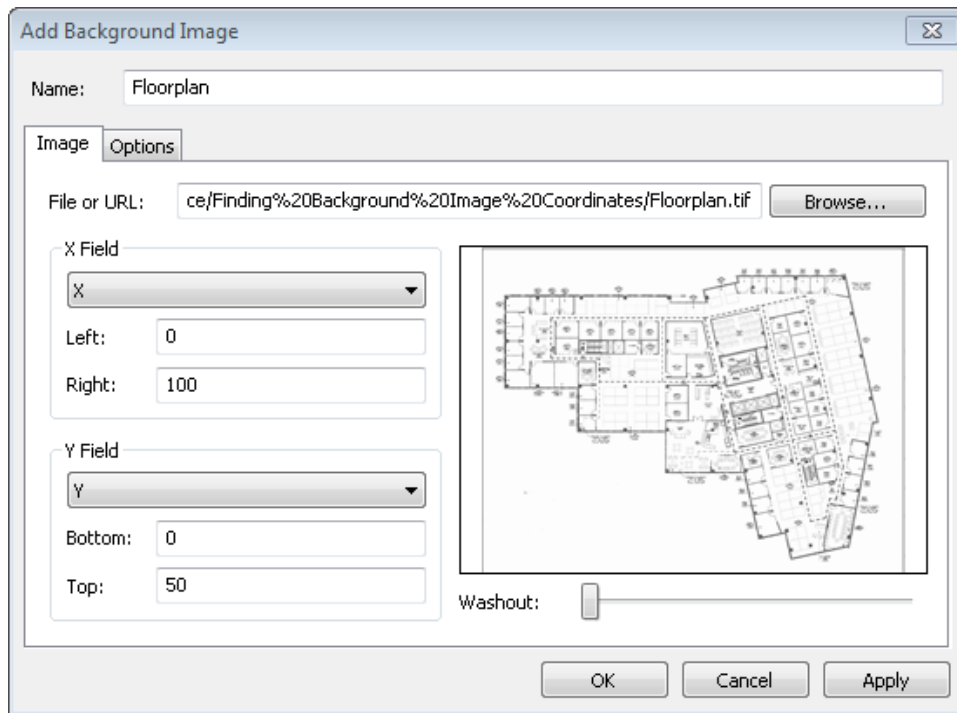 Add Background Image
Name: Floorplan
Image Options
File or URL: ce/Finding%20Background%20Image%20Coordinates/Floorplan.tif Browse...
X Field
X
Left: 0
Right: 100
Y Field
Y
Bottom: 0
Top: 50
Washout:
OK Cancel Apply